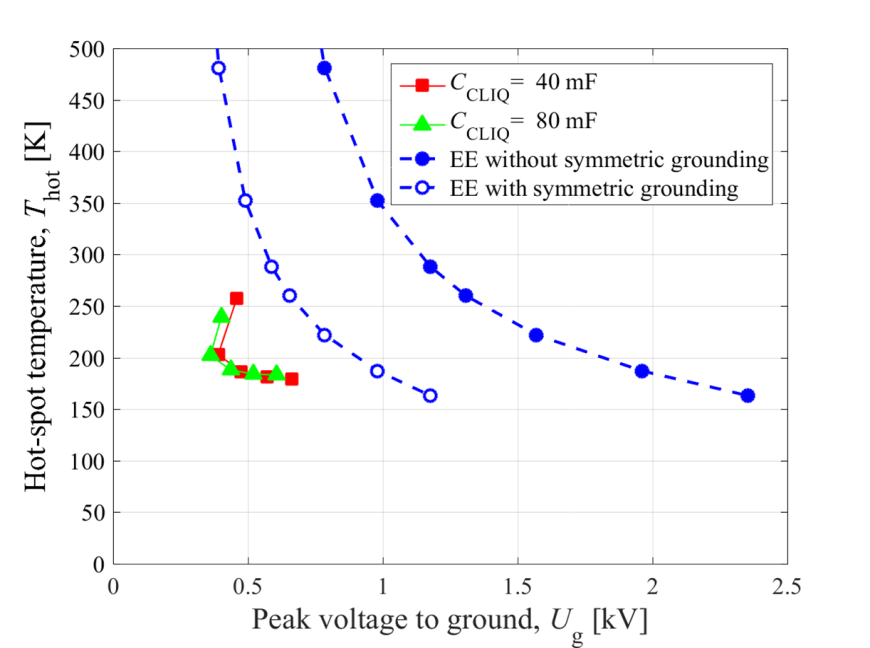 500
450
400
350
300
250
200
150
100
50
0
0 0.5 1 1.5 2 2.5
Hot-spot temperature, T_hot [K]
Peak voltage to ground, U_g [kV]
C_CLIQ= 40 mF
C_CLIQ= 80 mF
EE without symmetric grounding
EE with symmetric grounding